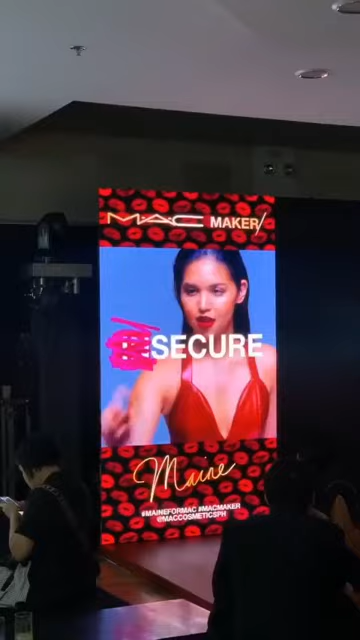 MAC MAKER/
SECURE
Maine
#MAINEFORMAC #MACMAKER
@MACCOSMETICSPH